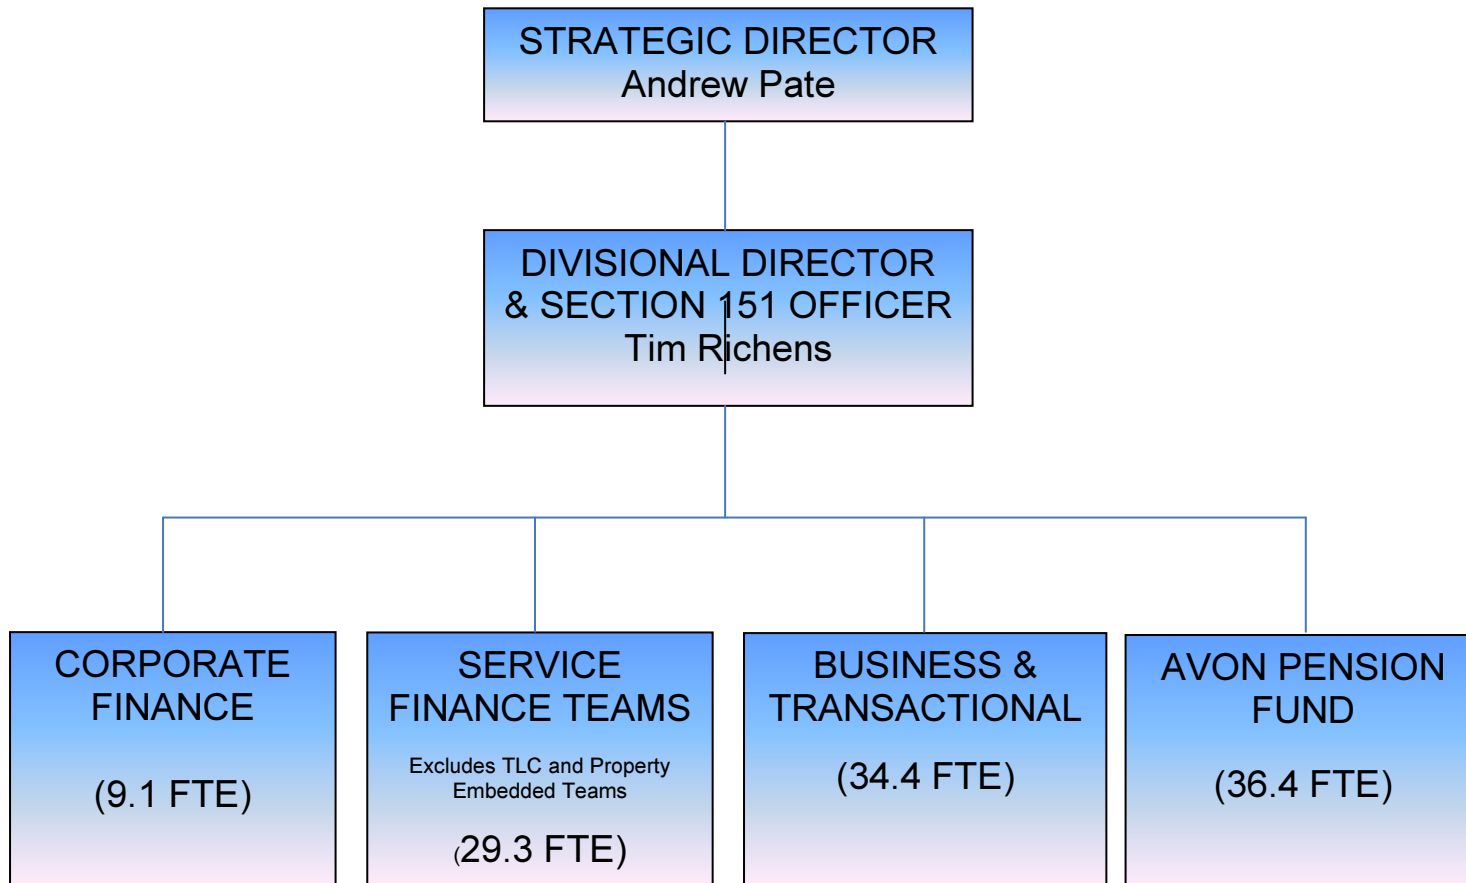 STRATEGIC DIRECTOR
Andrew Pate
DIVISIONAL DIRECTOR
& SECTION 151 OFFICER
Tim Richens
CORPORATE
FINANCE
(9.1 FTE)
SERVICE
FINANCE TEAMS
Excludes TLC and Property
Embedded Teams
(29.3 FTE)
BUSINESS &
TRANSACTIONAL
(34.4 FTE)
AVON PENSION
FUND
(36.4 FTE)